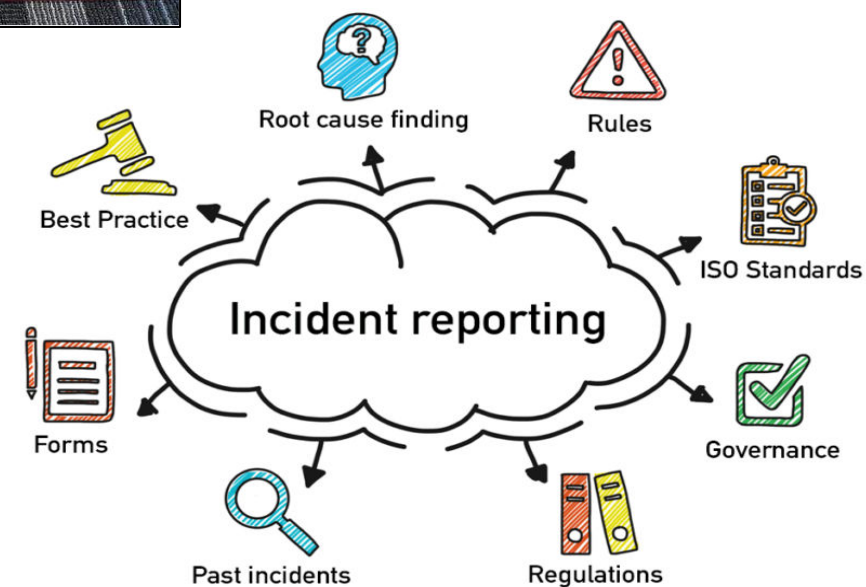 Root cause finding
Rules
Best Practice
ISO Standards
Incident reporting
Forms
Governance
Past incidents
Regulations